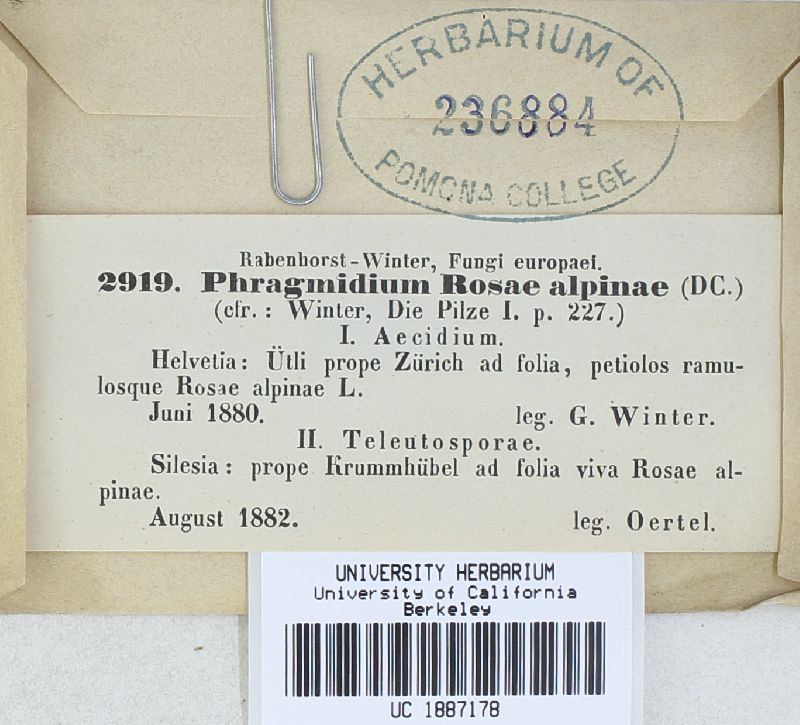 HERBARIUM OF
236884
POMONA COLLEGE
Rabenhorst-Winter, Fungi europaei.
2919. Phragmidium Rosae alpinae (DC.)
(cfr.: Winter, Die Pilze I. p. 227.)
I. Aecidium.
Helvetia: Ütli prope Zürich ad folia, petiolos ramu-
losque Rosae alpinae L.
Juni 1880. leg. G. Winter.
II. Teleutosporae.
Silesia: prope Krummhübel ad folia viva Rosae al-
pinae.
August 1882. leg. Oertel.
UNIVERSITY HERBARIUM
University of California
Berkeley
UC 1887178